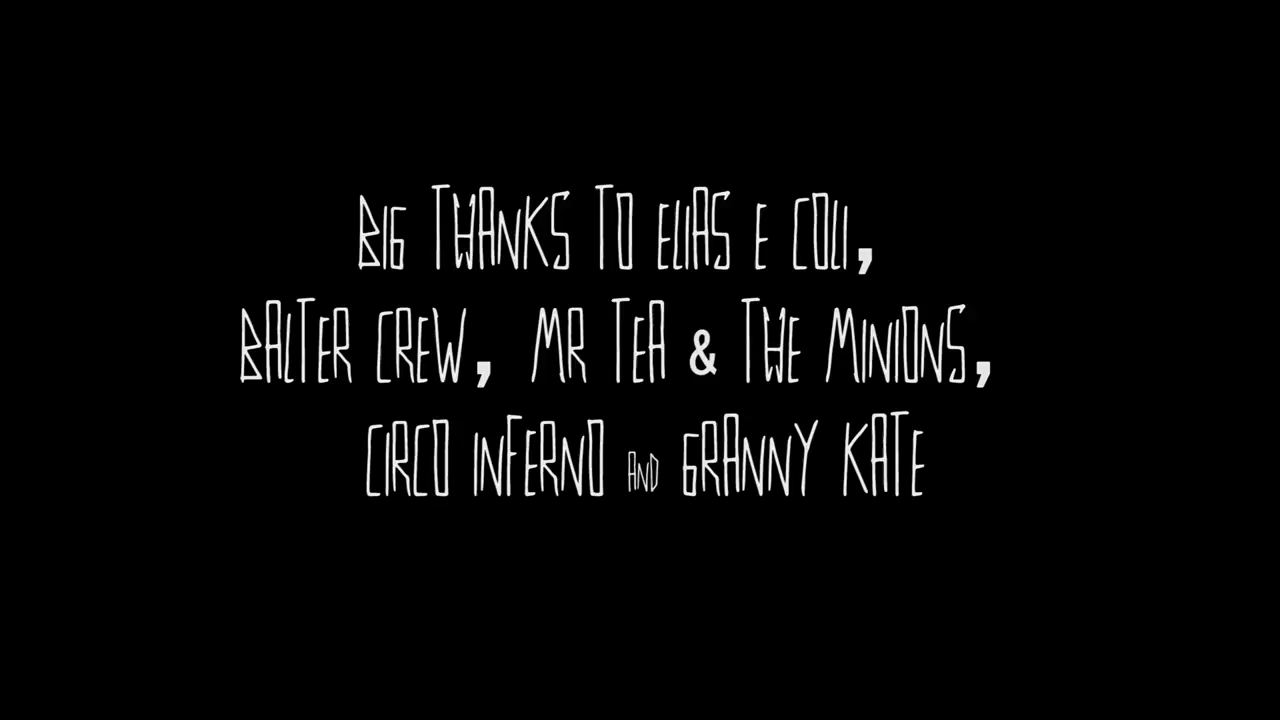 BIG THANKS TO ELIAS E COLI,
BALTER CREW, MR TEA & THE MINIONS,
CIRCO INFERNO AND GRANNY KATE